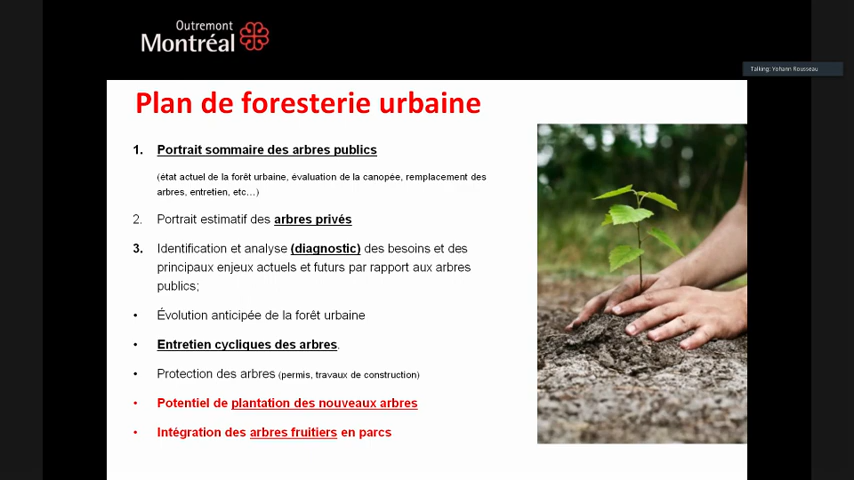 Outremont
Montréal
Talking: Yohann Rousseau
Plan de foresterie urbaine
1. Portrait sommaire des arbres publics
(état actuel de la forêt urbaine, évaluation de la canopée, remplacement des
arbres, entretien, etc…)
2. Portrait estimatif des arbres privés
3. Identification et analyse (diagnostic) des besoins et des
principaux enjeux actuels et futurs par rapport aux arbres
publics;
• Évolution anticipée de la forêt urbaine
• Entretien cycliques des arbres.
• Protection des arbres (permis, travaux de construction)
• Potentiel de plantation des nouveaux arbres
• Intégration des arbres fruitiers en parcs